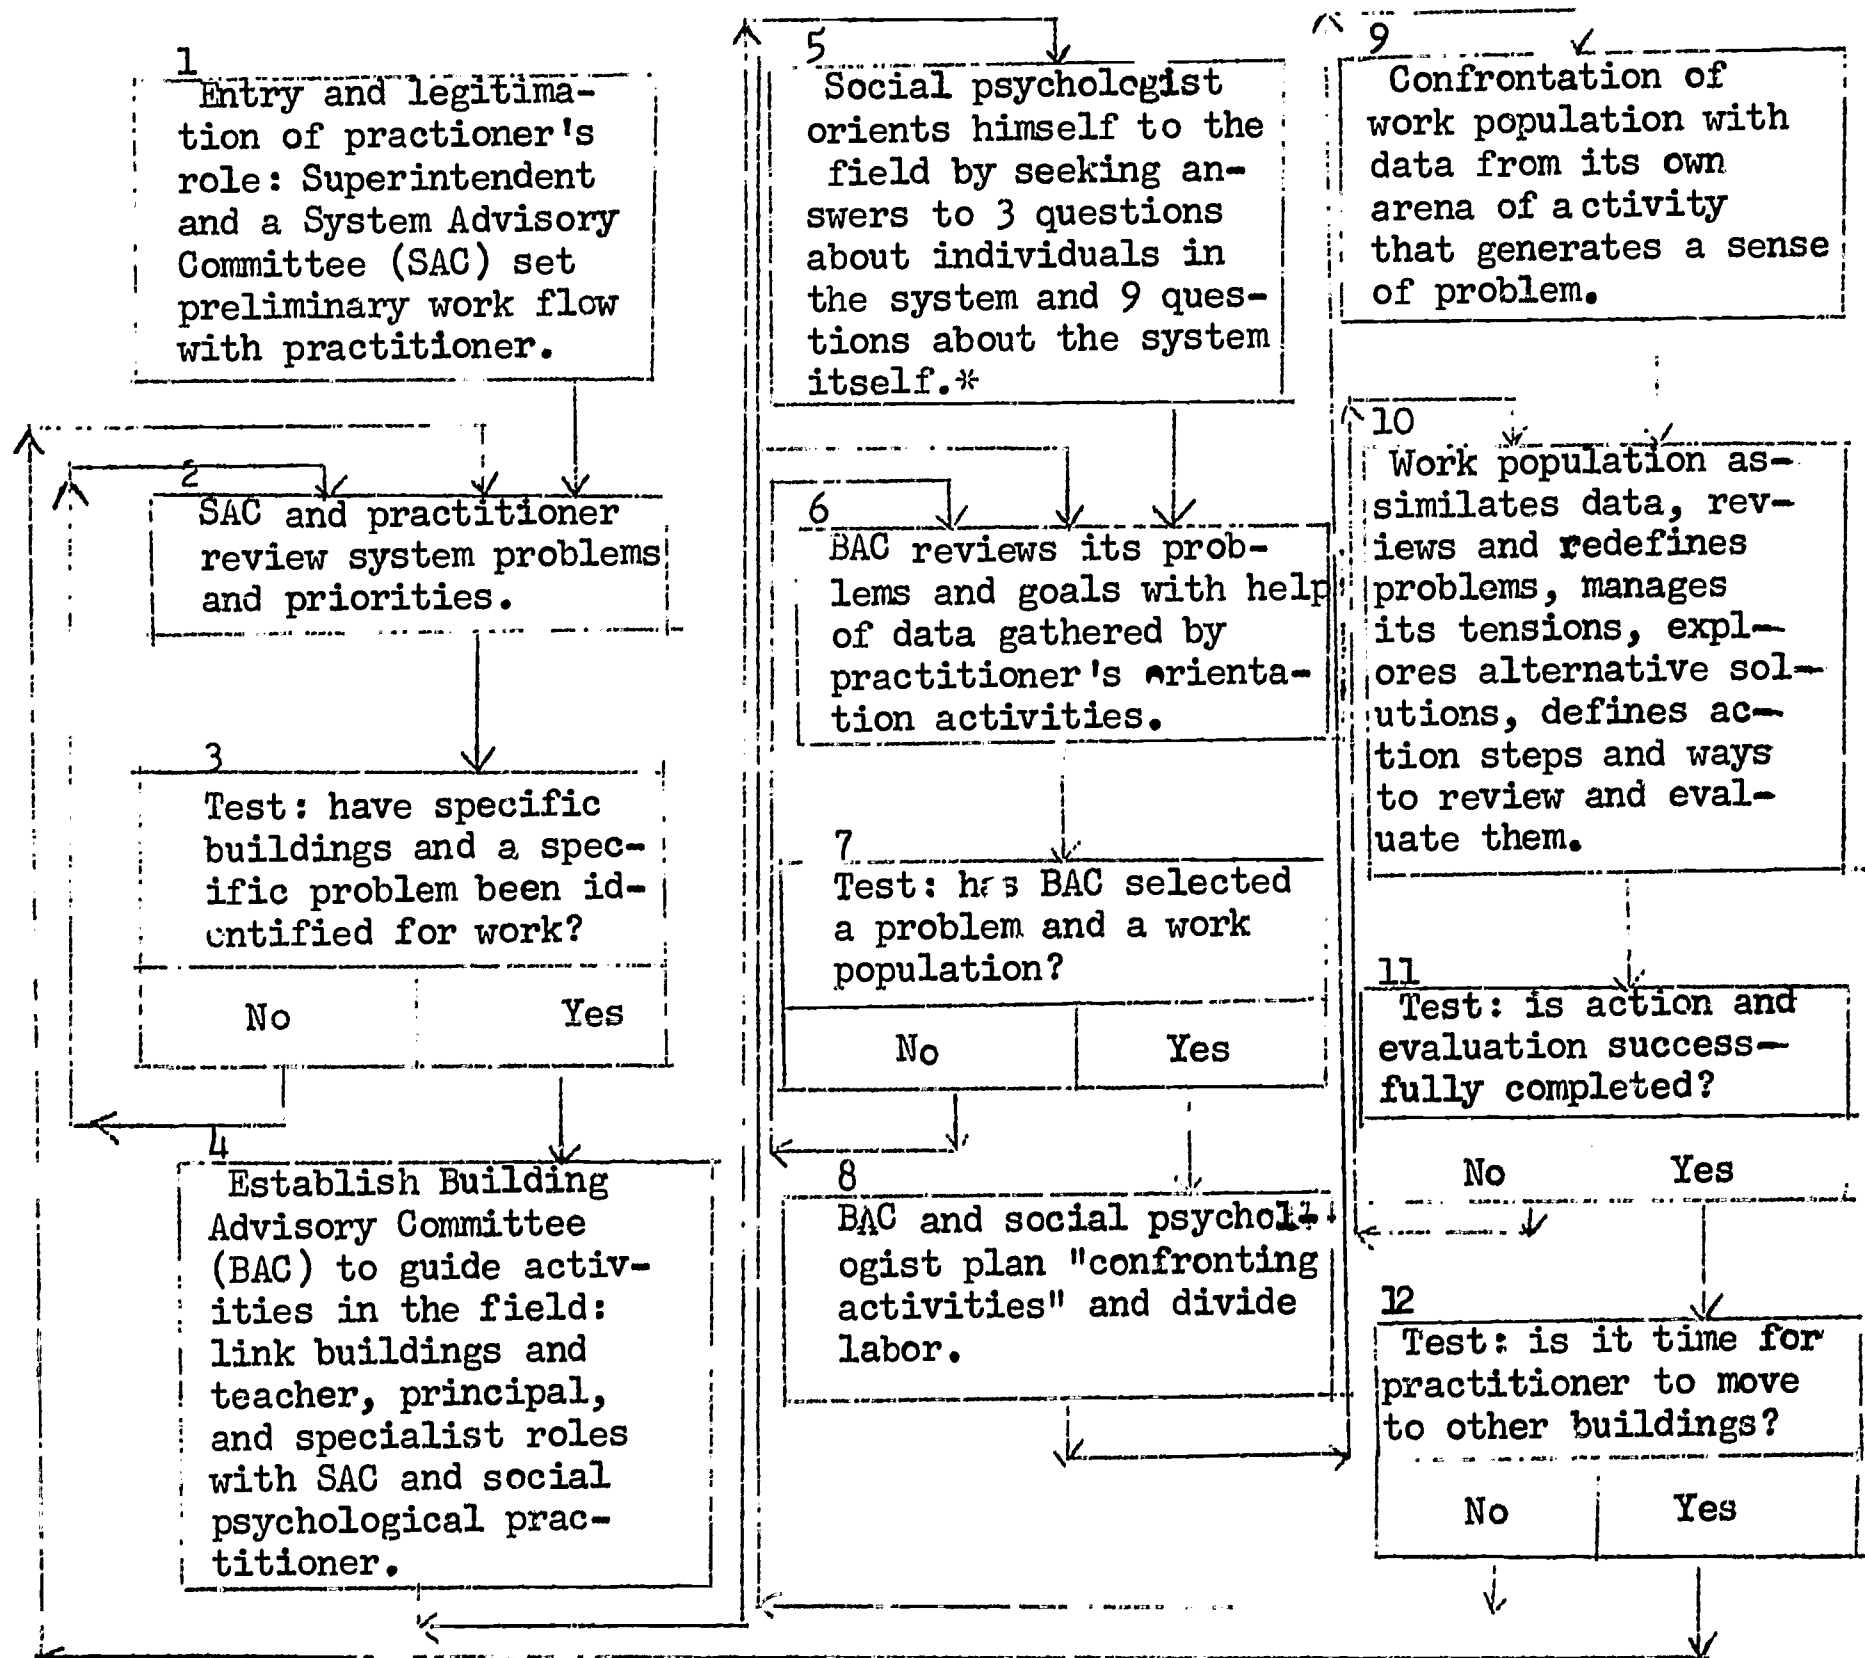 1
Entry and legitima-
tion of practioner's
role: Superintendent
and a System Advisory
Committee (SAC) set
preliminary work flow
with practitioner.
2
SAC and practitioner
review system problems
and priorities.
3
Test: have specific
buildings and a spec-
ific problem been id-
entified for work?
No Yes
4
Establish Building
Advisory Committee
(BAC) to guide activ-
ities in the field:
link buildings and
teacher, principal,
and specialist roles
with SAC and social
psychological prac-
titioner.
5
Social psychologist
orients himself to the
field by seeking an-
swers to 3 questions
about individuals in
the system and 9 ques-
tions about the system
itself.*
6
BAC reviews its prob-
lems and goals with help
of data gathered by
practitioner's orienta-
tion activities.
7
Test: has BAC selected
a problem and a work
population?
No Yes
8
BAC and social psychol-
ogist plan "confronting
activities" and divide
labor.
9
Confrontation of
work population with
data from its own
arena of activity
that generates a sense
of problem.
10
Work population as-
similates data, rev-
iews and redefines
problems, manages
its tensions, expl-
ores alternative sol-
utions, defines ac-
tion steps and ways
to review and eval-
uate them.
11
Test: is action and
evaluation success-
fully completed?
No Yes
12
Test: is it time for
practitioner to move
to other buildings?
No Yes